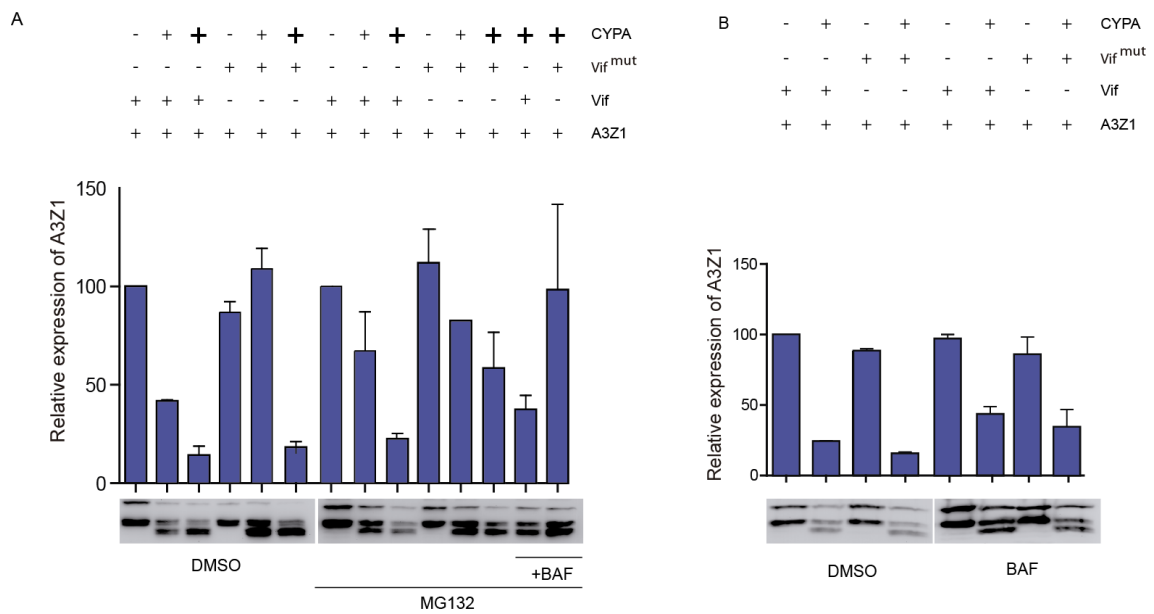 A
- + + - + + - + + - + + + + CYPA
- - - + + + - - - + + + - + Vif mut
+ + + - - - + + + - - - + - Vif
+ + + + + + + + + + + + + + A3Z1
Relative expression of A3Z1
150
100
50
0
DMSO
+BAF
MG132
B
- + - + - + - + CYPA
- - + + - - + + Vif mut
+ + - - + + - - Vif
+ + + + + + + + A3Z1
Relative expression of A3Z1
150
100
50
0
DMSO
BAF